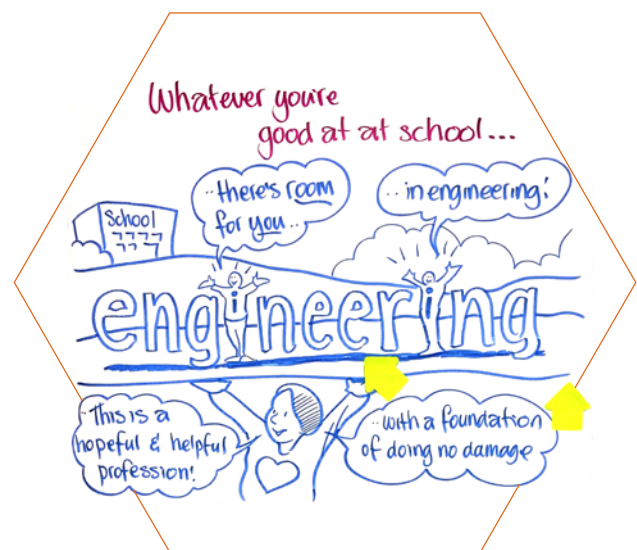 Whatever you're
good at at school...
School
..there's room
for you...
..in engineering!
engineering
This is a
hopeful & helpful
profession!
..with a foundation
of doing no damage